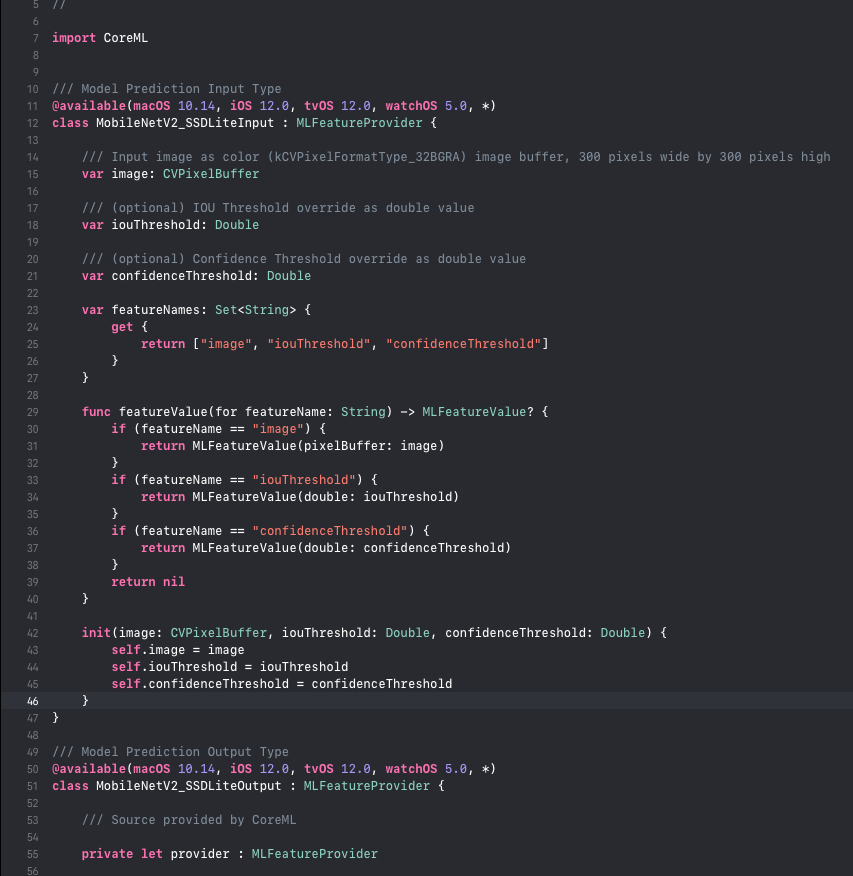 5 //
6
7 import CoreML
8
9
10 /// Model Prediction Input Type
11 @available(macOS 10.14, iOS 12.0, tvOS 12.0, watchOS 5.0, *)
12 class MobileNetV2_SSDLiteInput : MLFeatureProvider {
13
14     /// Input image as color (kCVPixelFormatType_32BGRA) image buffer, 300 pixels wide by 300 pixels high
15     var image: CVPixelBuffer
16
17     /// (optional) IOU Threshold override as double value
18     var iouThreshold: Double
19
20     /// (optional) Confidence Threshold override as double value
21     var confidenceThreshold: Double
22
23     var featureNames: Set<String> {
24         get {
25             return ["image", "iouThreshold", "confidenceThreshold"]
26         }
27     }
28
29     func featureValue(for featureName: String) -> MLFeatureValue? {
30         if (featureName == "image") {
31             return MLFeatureValue(pixelBuffer: image)
32         }
33         if (featureName == "iouThreshold") {
34             return MLFeatureValue(double: iouThreshold)
35         }
36         if (featureName == "confidenceThreshold") {
37             return MLFeatureValue(double: confidenceThreshold)
38         }
39         return nil
40     }
41
42     init(image: CVPixelBuffer, iouThreshold: Double, confidenceThreshold: Double) {
43         self.image = image
44         self.iouThreshold = iouThreshold
45         self.confidenceThreshold = confidenceThreshold
46     }
47 }
48
49 /// Model Prediction Output Type
50 @available(macOS 10.14, iOS 12.0, tvOS 12.0, watchOS 5.0, *)
51 class MobileNetV2_SSDLiteOutput : MLFeatureProvider {
52
53     /// Source provided by CoreML
54
55     private let provider : MLFeatureProvider
56